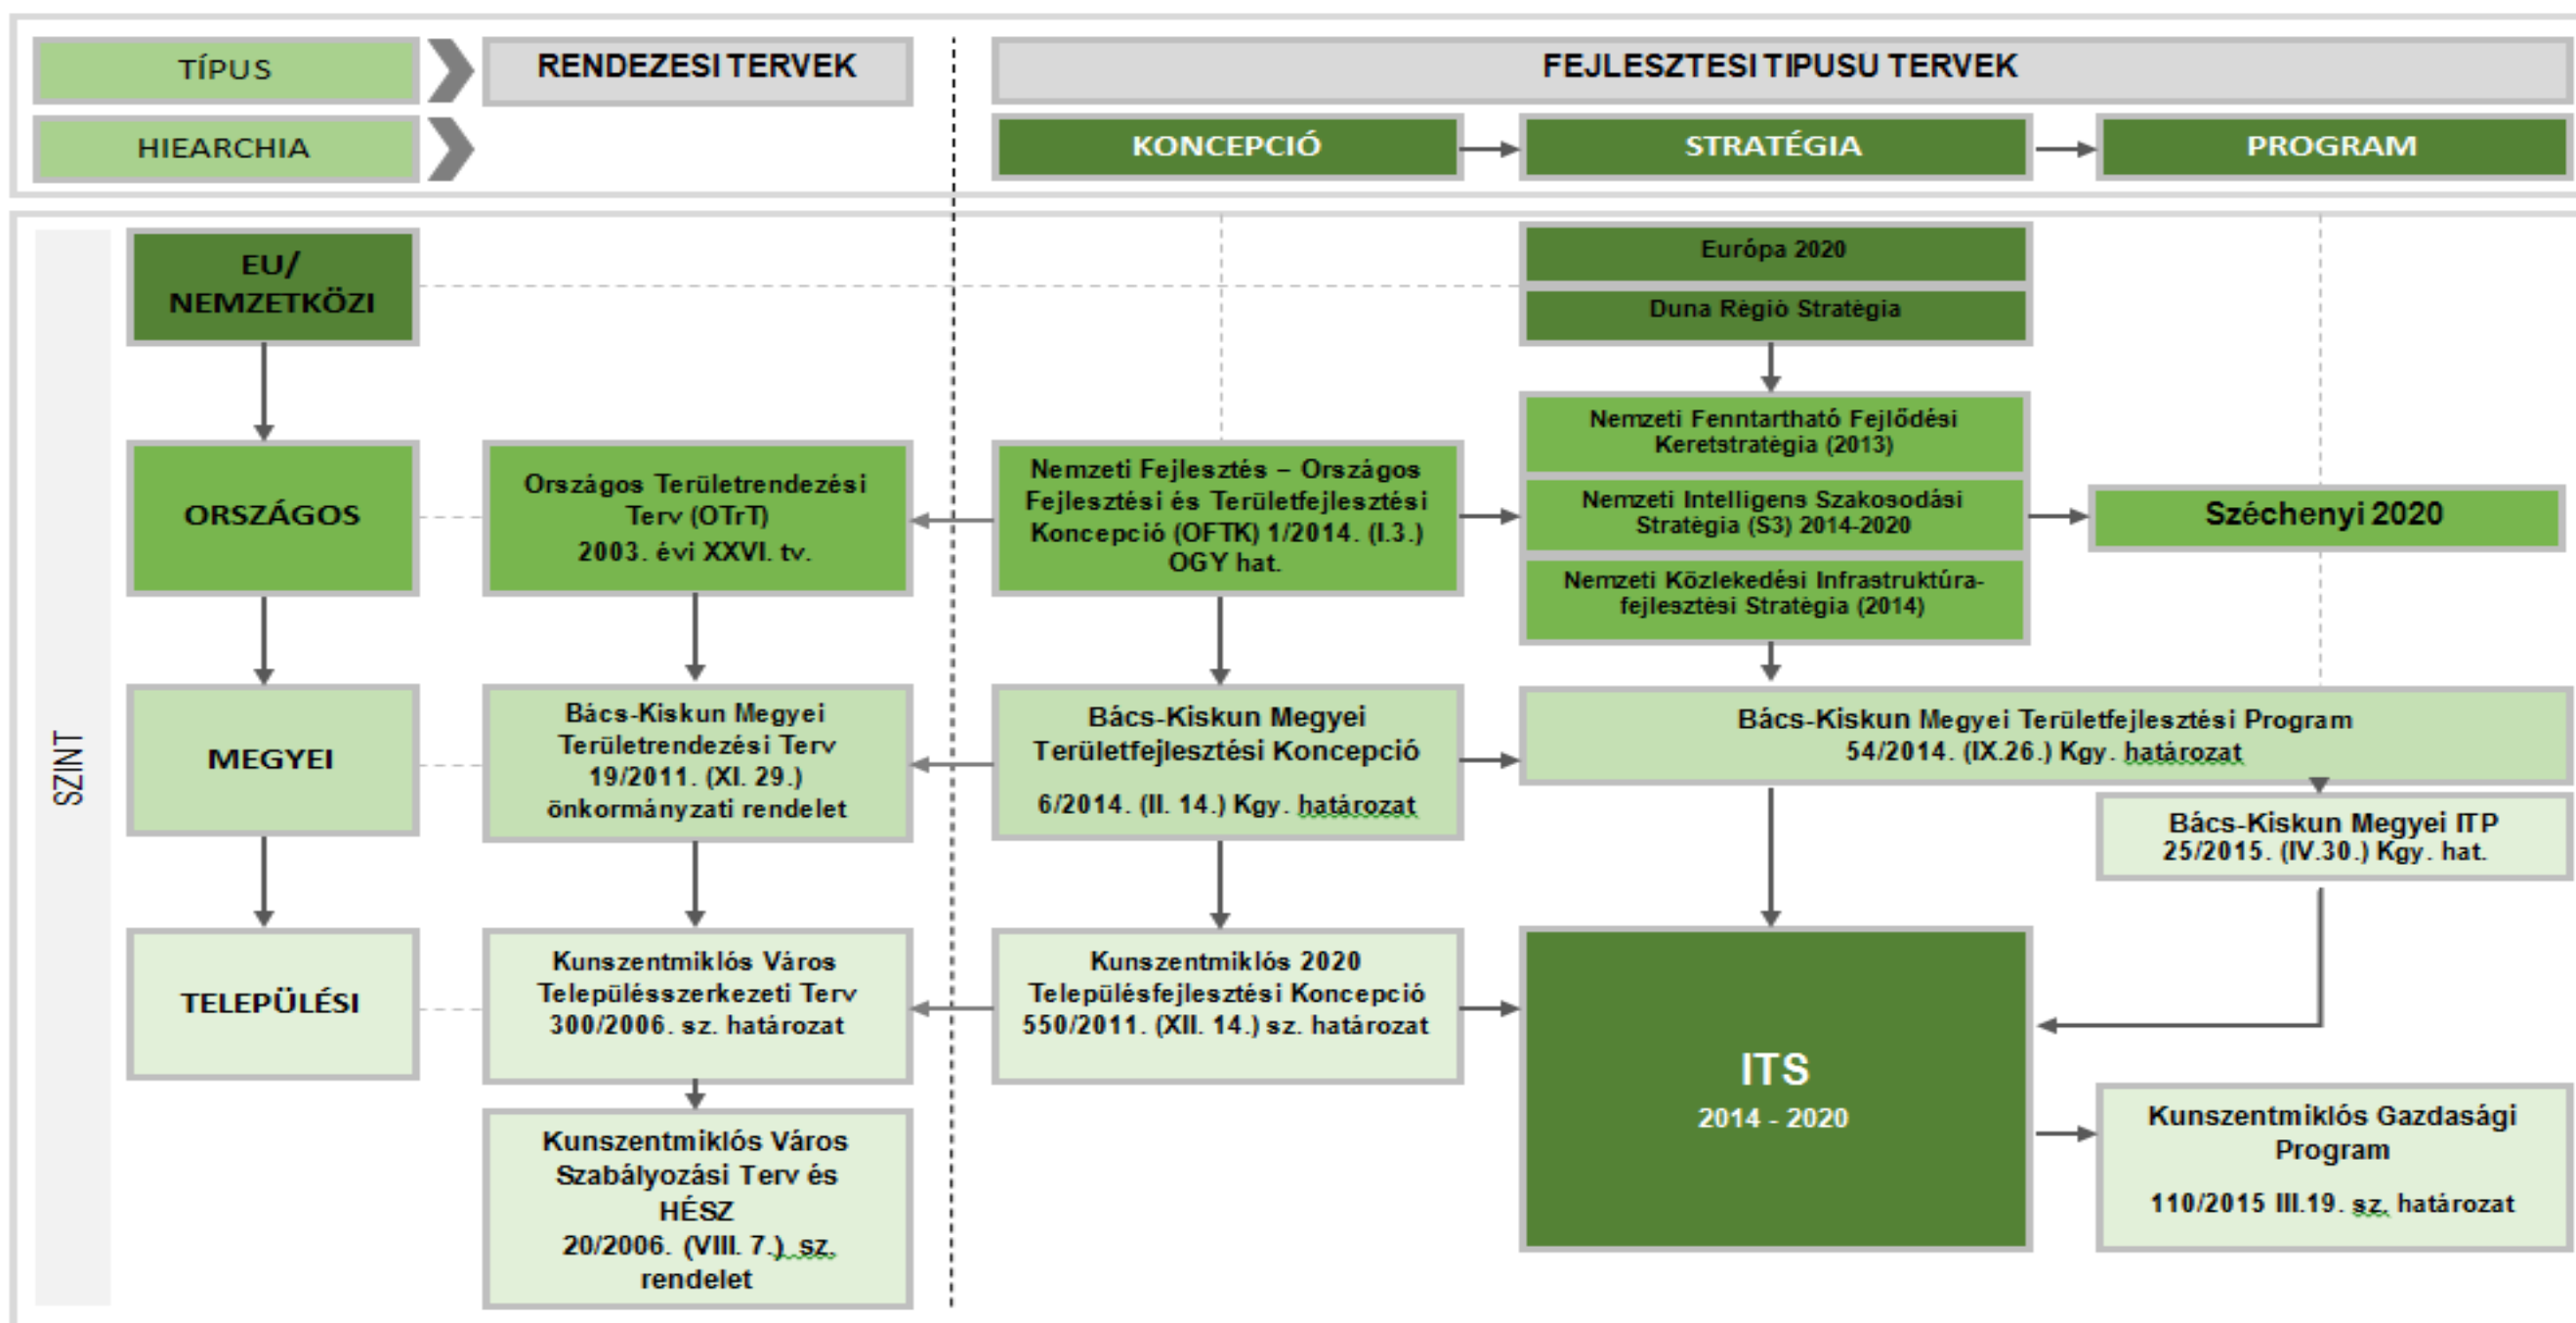 TÍPUS
RENDEZESI TERVEK
FEJLESZTESI TIPUSÚ TERVEK
HIEARCHIA
KONCEPCIÓ
STRATÉGIA
PROGRAM
SZINT
EU/
NEMZETKÖZI
Európa 2020
Duna Régió Stratégia
ORSZÁGOS
Országos Területrendezési
Terv (OTrT)
2003. évi XXVI. tv.
Nemzeti Fejlesztés – Országos
Fejlesztési és Területfejlesztési
Koncepció (OFTK) 1/2014. (I.3.)
OGY hat.
Nemzeti Fenntartható Fejlődési
Keretstratégia (2013)
Nemzeti Intelligens Szakosodási
Stratégia (S3) 2014-2020
Nemzeti Közlekedési Infrastruktúra-
fejlesztési Stratégia (2014)
Széchenyi 2020
MEGYEI
Bács-Kiskun Megyei
Területrendezési Terv
19/2011. (XI. 29.)
önkormányzati rendelet
Bács-Kiskun Megyei
Területfejlesztési Koncepció
6/2014. (II. 14.) Kgy. határozat
Bács-Kiskun Megyei Területfejlesztési Program
54/2014. (IX.26.) Kgy. határozat
Bács-Kiskun Megyei ITP
25/2015. (IV.30.) Kgy. hat.
TELEPÜLÉSI
Kunszentmiklós Város
Településszerkezeti Terv
300/2006. sz. határozat
Kunszentmiklós 2020
Településfejlesztési Koncepció
550/2011. (XII. 14.) sz. határozat
ITS
2014 - 2020
Kunszentmiklós Város
Szabályozási Terv és
HÉSZ
20/2006. (VIII. 7.) sz.
rendelet
Kunszentmiklós Gazdasági
Program
110/2015 III.19. sz. határozat